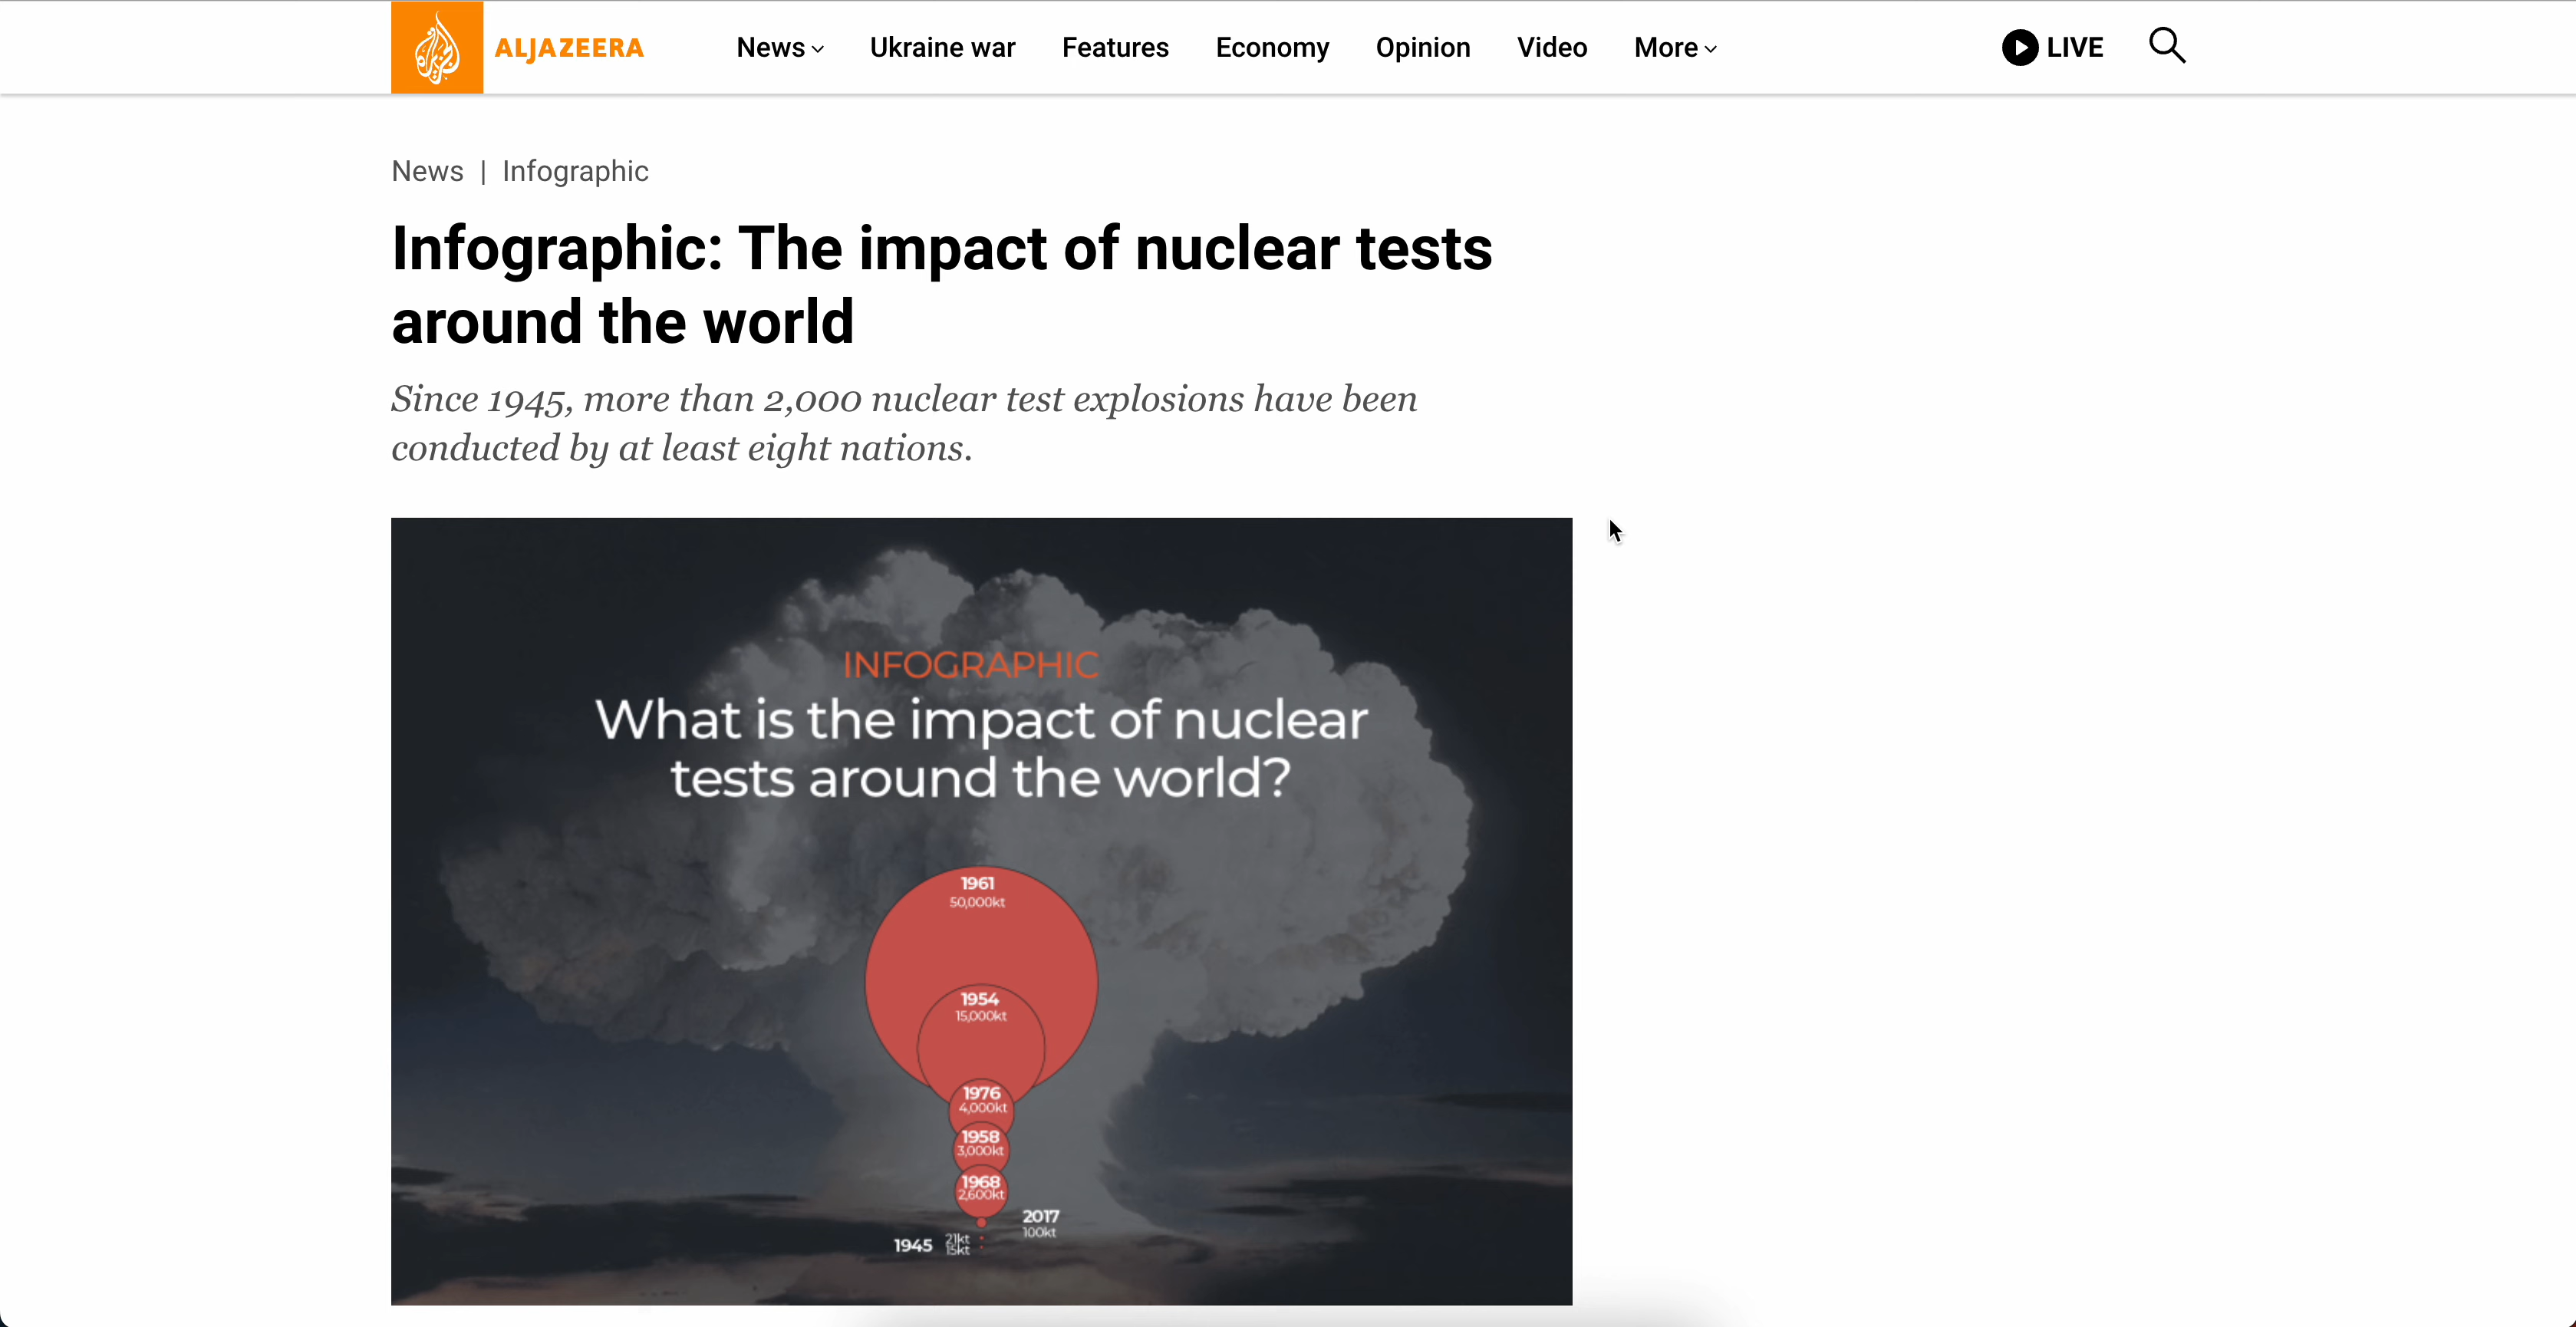 ALJAZEERA
News
Ukraine war
Features
Economy
Opinion
Video
More
LIVE
News | Infographic
Infographic: The impact of nuclear tests
around the world
Since 1945, more than 2,000 nuclear test explosions have been
conducted by at least eight nations.
INFOGRAPHIC
What is the impact of nuclear
tests around the world?
1961
50,000kt
1954
15,000kt
1976
4,000kt
1958
3,000kt
1968
2,600kt
2017
100kt
1945
21kt
15kt